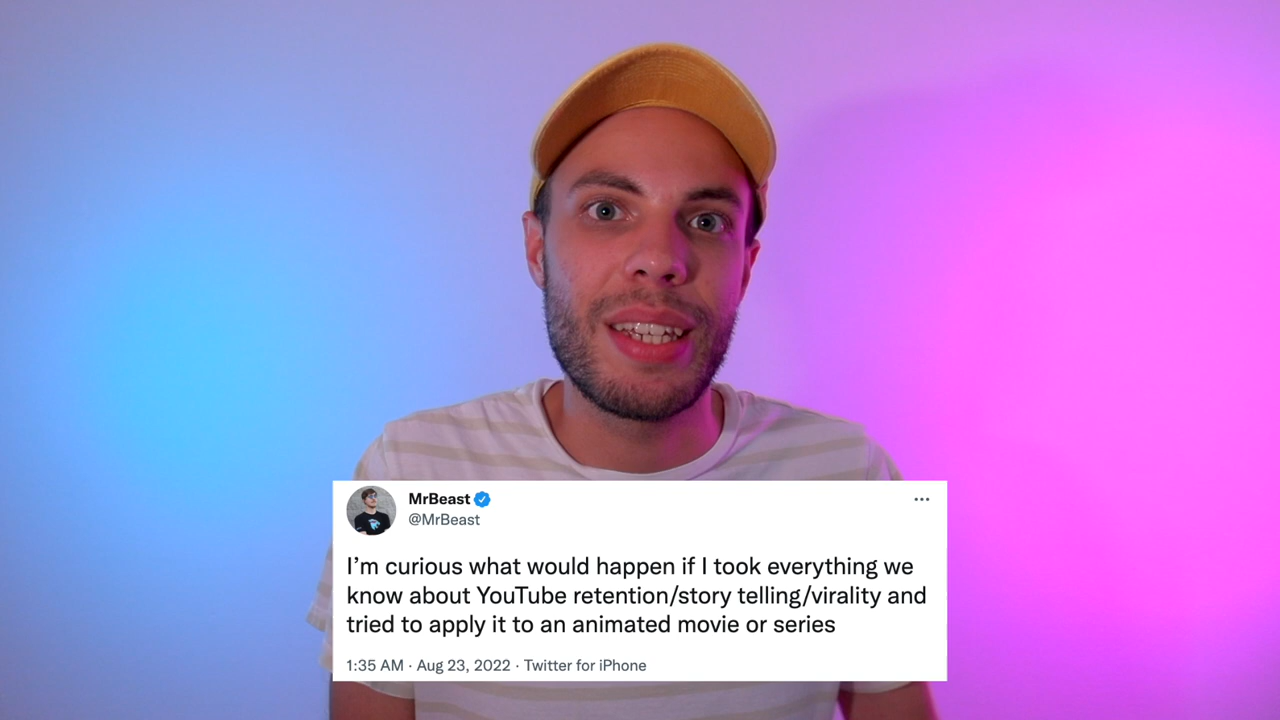 MrBeast
@MrBeast
I’m curious what would happen if I took everything we
know about YouTube retention/story telling/virality and
tried to apply it to an animated movie or series
1:35 AM · Aug 23, 2022 · Twitter for iPhone